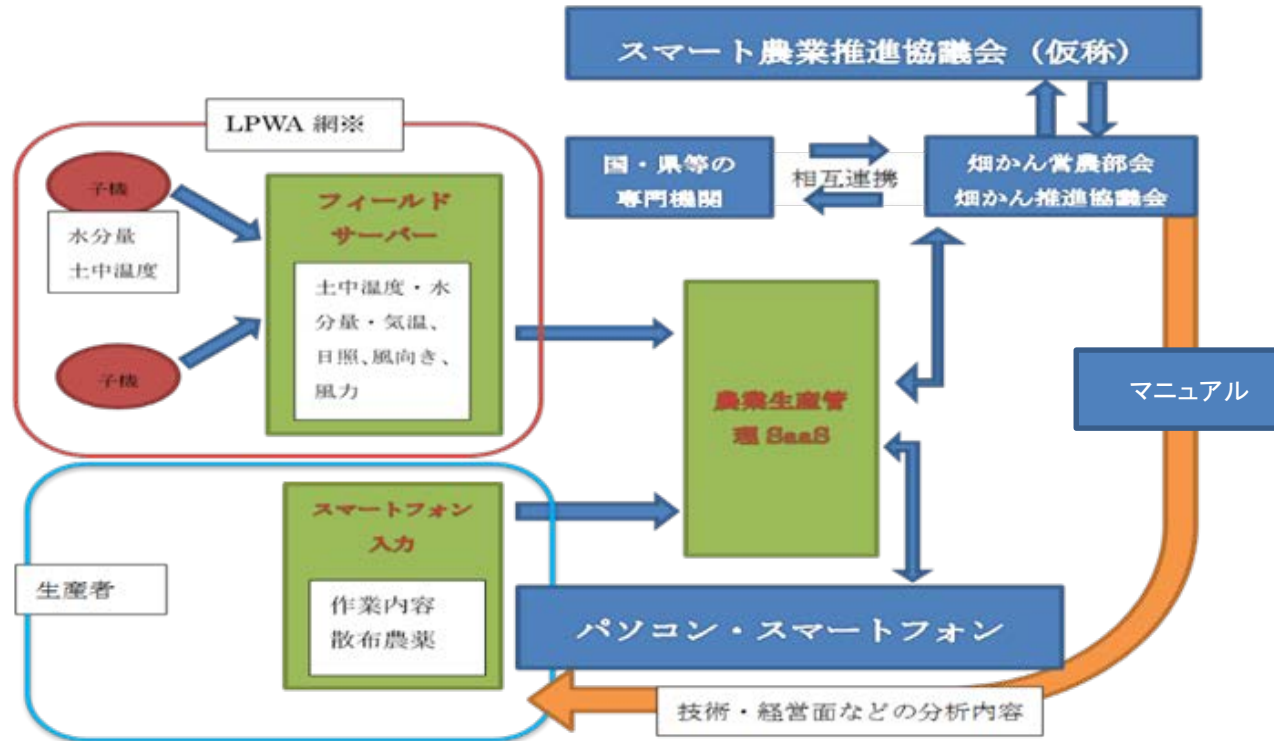 スマート農業推進協議会（仮称）
LPWA 網※
国・県等の
専門機関
相互連携
畑かん営農部会
畑かん推進協議会
子機
水分量
土中温度
フィールド
サーバー
土中温度・水
分量・気温、
日照、風向き、
風力
子機
農業生産管
理 SaaS
マニュアル
スマートフォン
入力
作業内容
散布農薬
生産者
パソコン・スマートフォン
技術・経営面などの分析内容